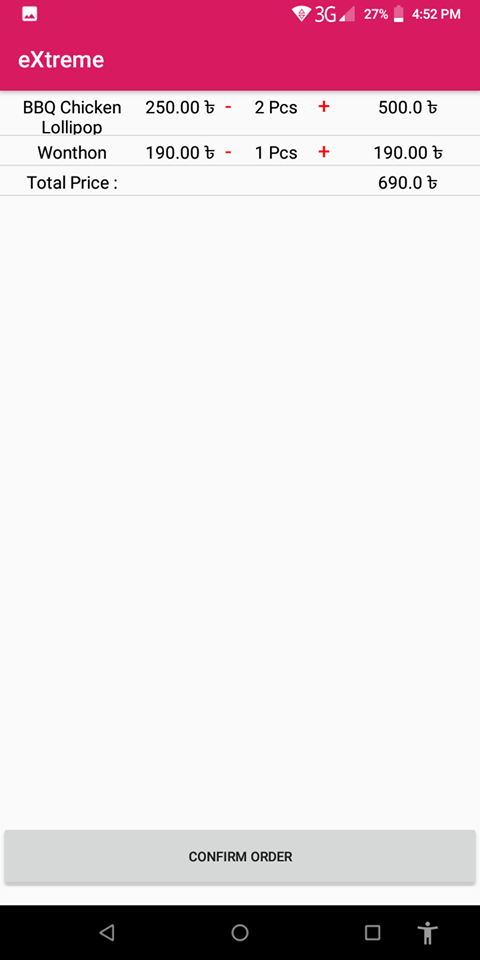 3G 27% 4:52 PM
eXtreme
BBQ Chicken 250.00 ৳ - 2 Pcs + 500.0 ৳
Lollipop
Wonthon 190.00 ৳ - 1 Pcs + 190.00 ৳
Total Price : 690.0 ৳
CONFIRM ORDER